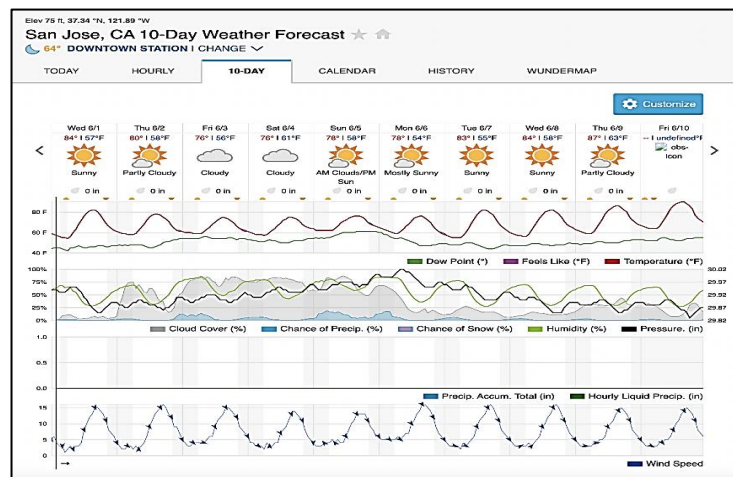 Elev 75 ft, 37.34 °N, 121.89 °W
San Jose, CA 10-Day Weather Forecast
64° DOWNTOWN STATION | CHANGE
TODAY HOURLY 10-DAY CALENDAR HISTORY WUNDERMAP
Customize
Wed 6/1 Thu 6/2 Fri 6/3 Sat 6/4 Sun 6/5 Mon 6/6 Tue 6/7 Wed 6/8 Thu 6/9 Fri 6/10
84° | 57°F 80° | 58°F 76° | 56°F 76° | 61°F 78° | 58°F 78° | 54°F 83° | 55°F 84° | 58°F 87° | 63°F -- | undefined°F
obs-
icon
Sunny Partly Cloudy Cloudy Cloudy AM Clouds/PM Mostly Sunny Sunny Sunny Partly Cloudy
Sun
0 in 0 in 0 in 0 in 0 in 0 in 0 in 0 in 0 in 0 in
80 F
60 F
40 F
Dew Point (°) Feels Like (°F) Temperature (°F)
100% 30.02
75% 29.97
50% 29.92
25% 29.87
0% 29.82
Cloud Cover (%) Chance of Precip. (%) Chance of Snow (%) Humidity (%) Pressure. (in)
1.0
0.5
0.0
Precip. Accum. Total (in) Hourly Liquid Precip. (in)
15
10
5
0
Wind Speed